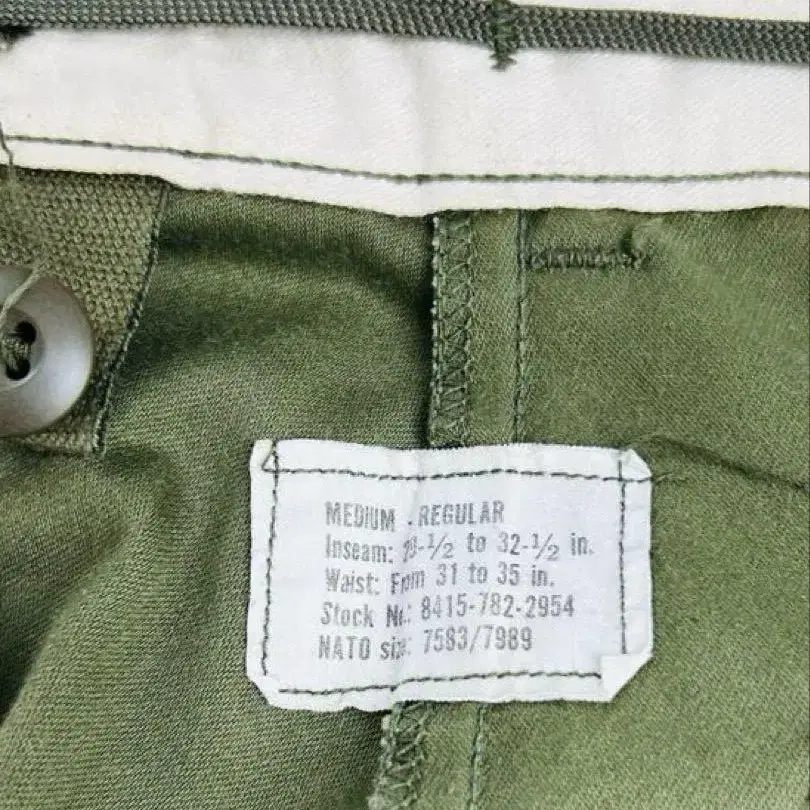 MEDIUM - REGULAR
Inseam: 29-½ to 32-½ in.
Waist: From 31 to 35 in.
Stock Nr.: 8415-782-2954
NATO size: 7583/7989